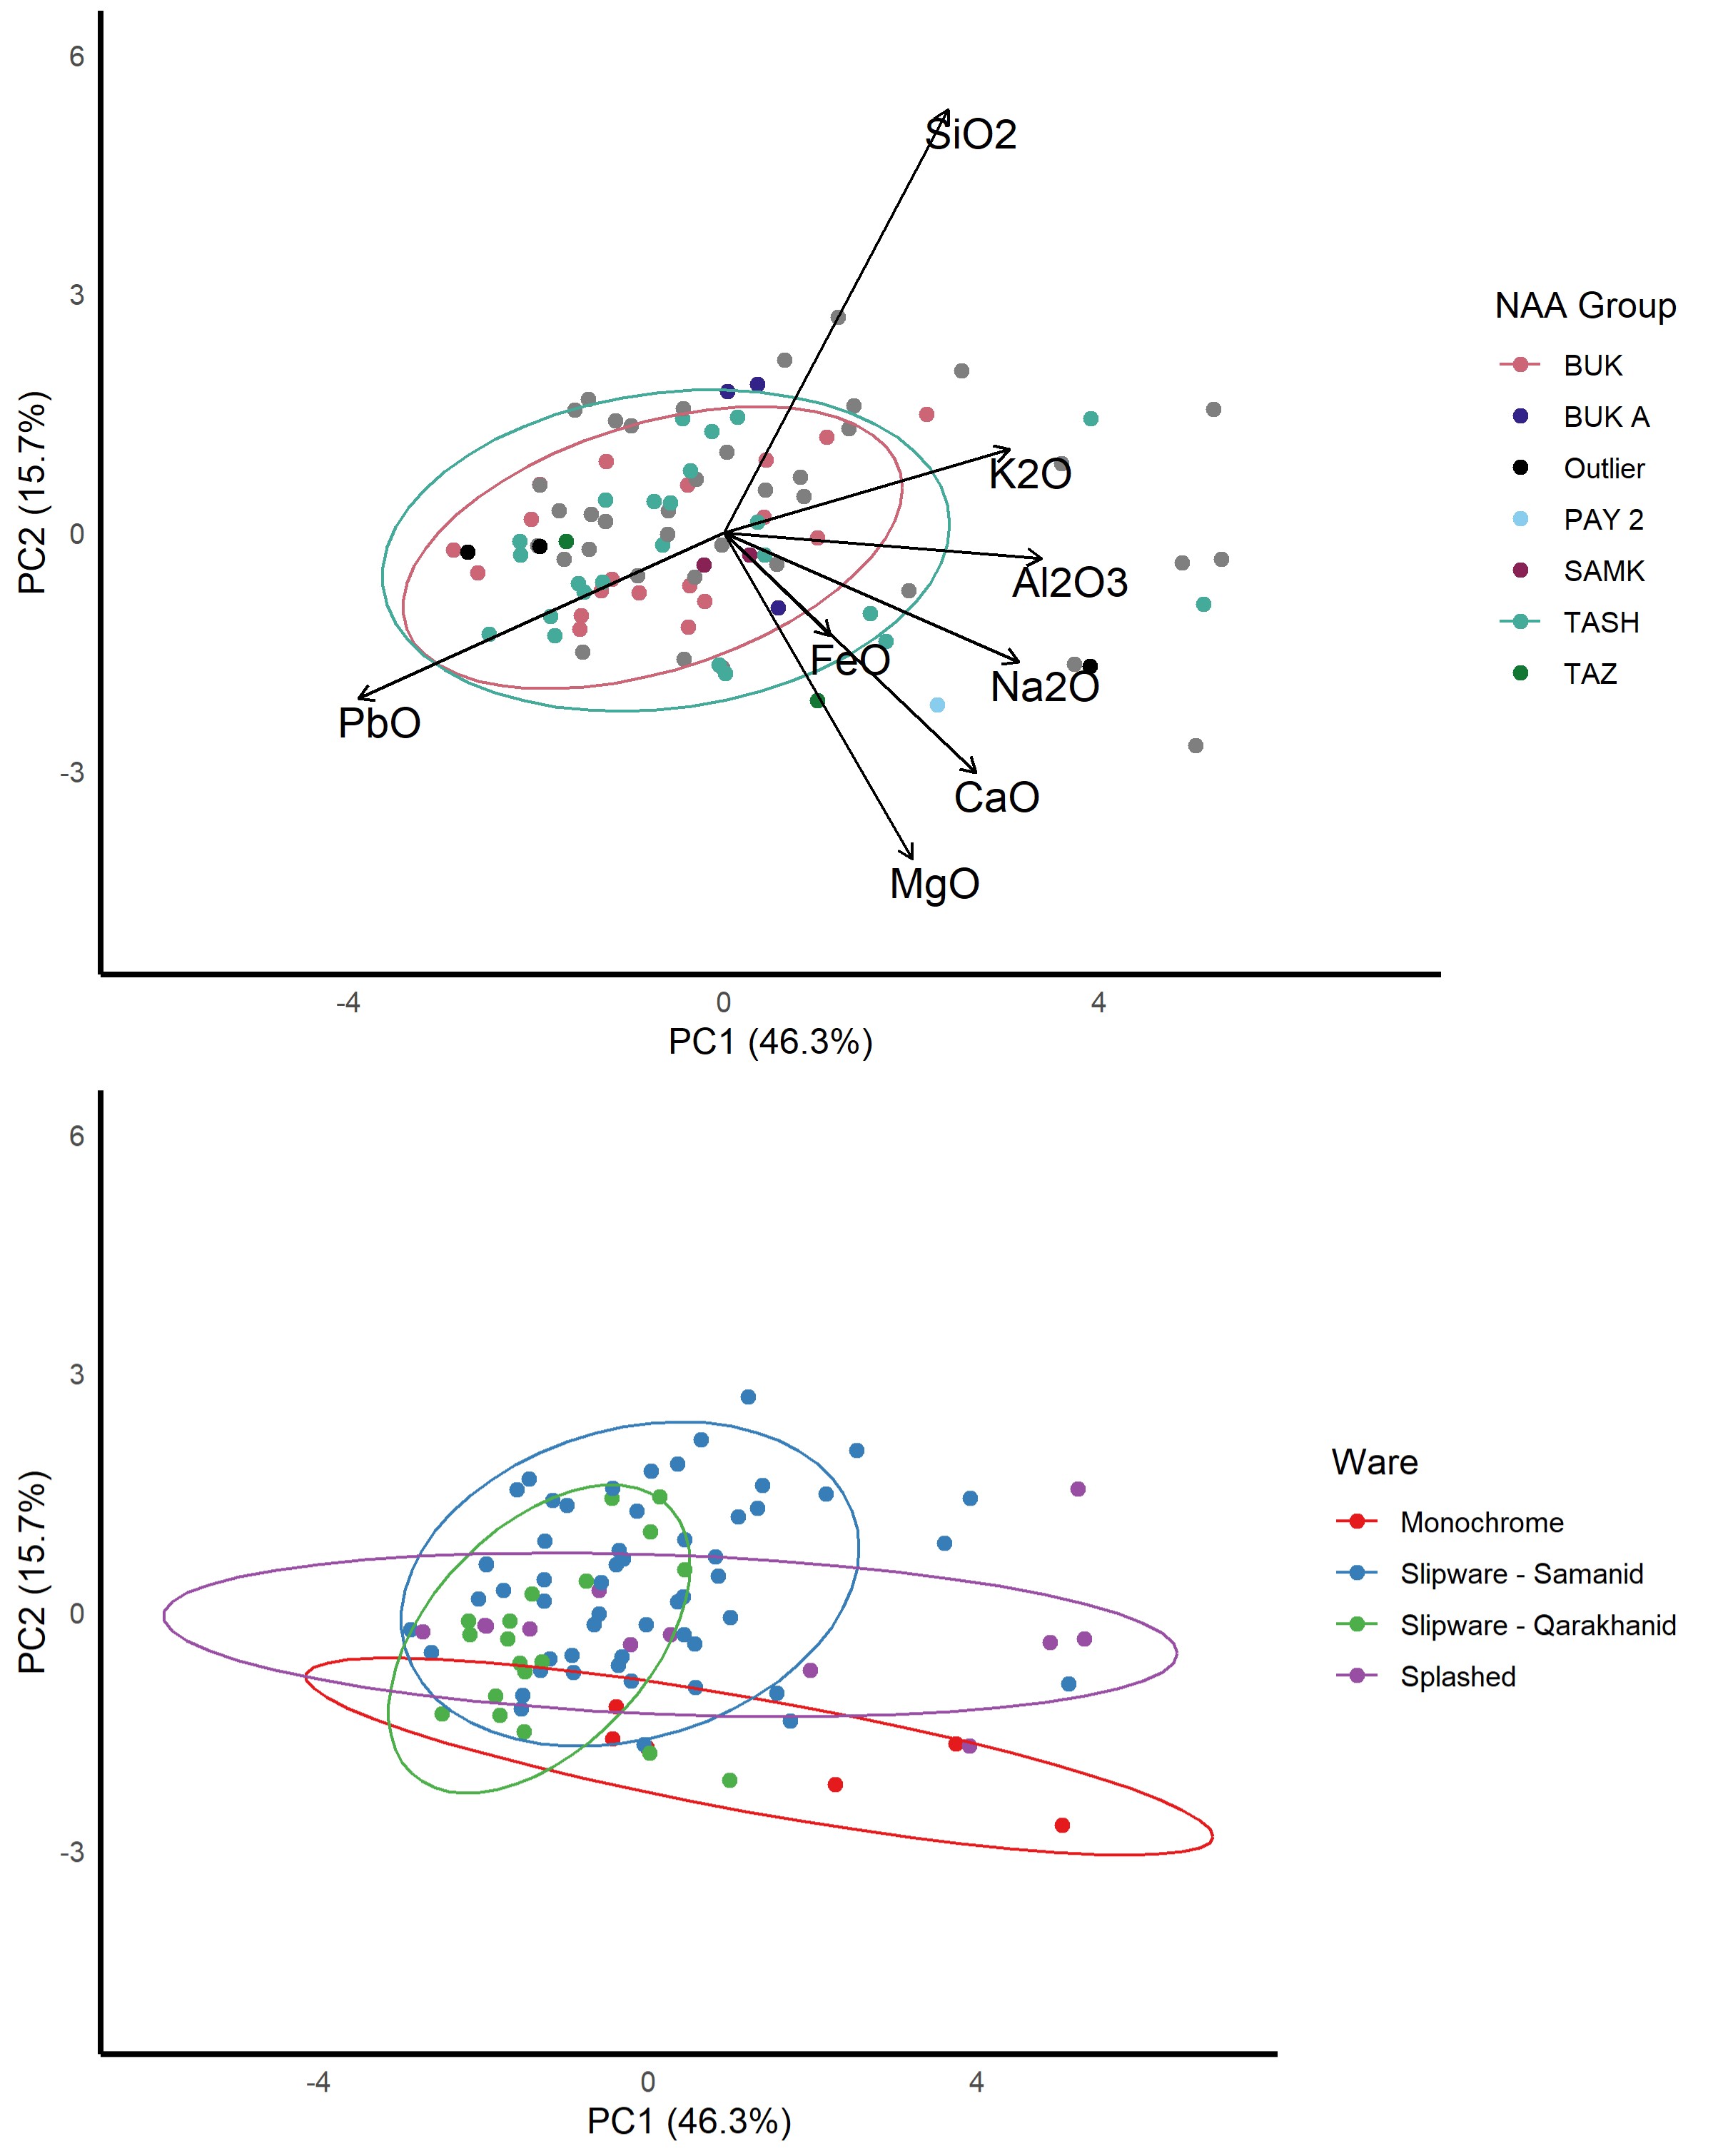 6
3
0
-3
PC2 (15.7%)
SiO2
K2O
Al2O3
FeO
Na2O
PbO
CaO
MgO
-4
0
4
PC1 (46.3%)
NAA Group
BUK
BUK A
Outlier
PAY 2
SAMK
TASH
TAZ
6
3
0
-3
PC2 (15.7%)
-4
0
4
PC1 (46.3%)
Ware
Monochrome
Slipware - Samanid
Slipware - Qarakhanid
Splashed